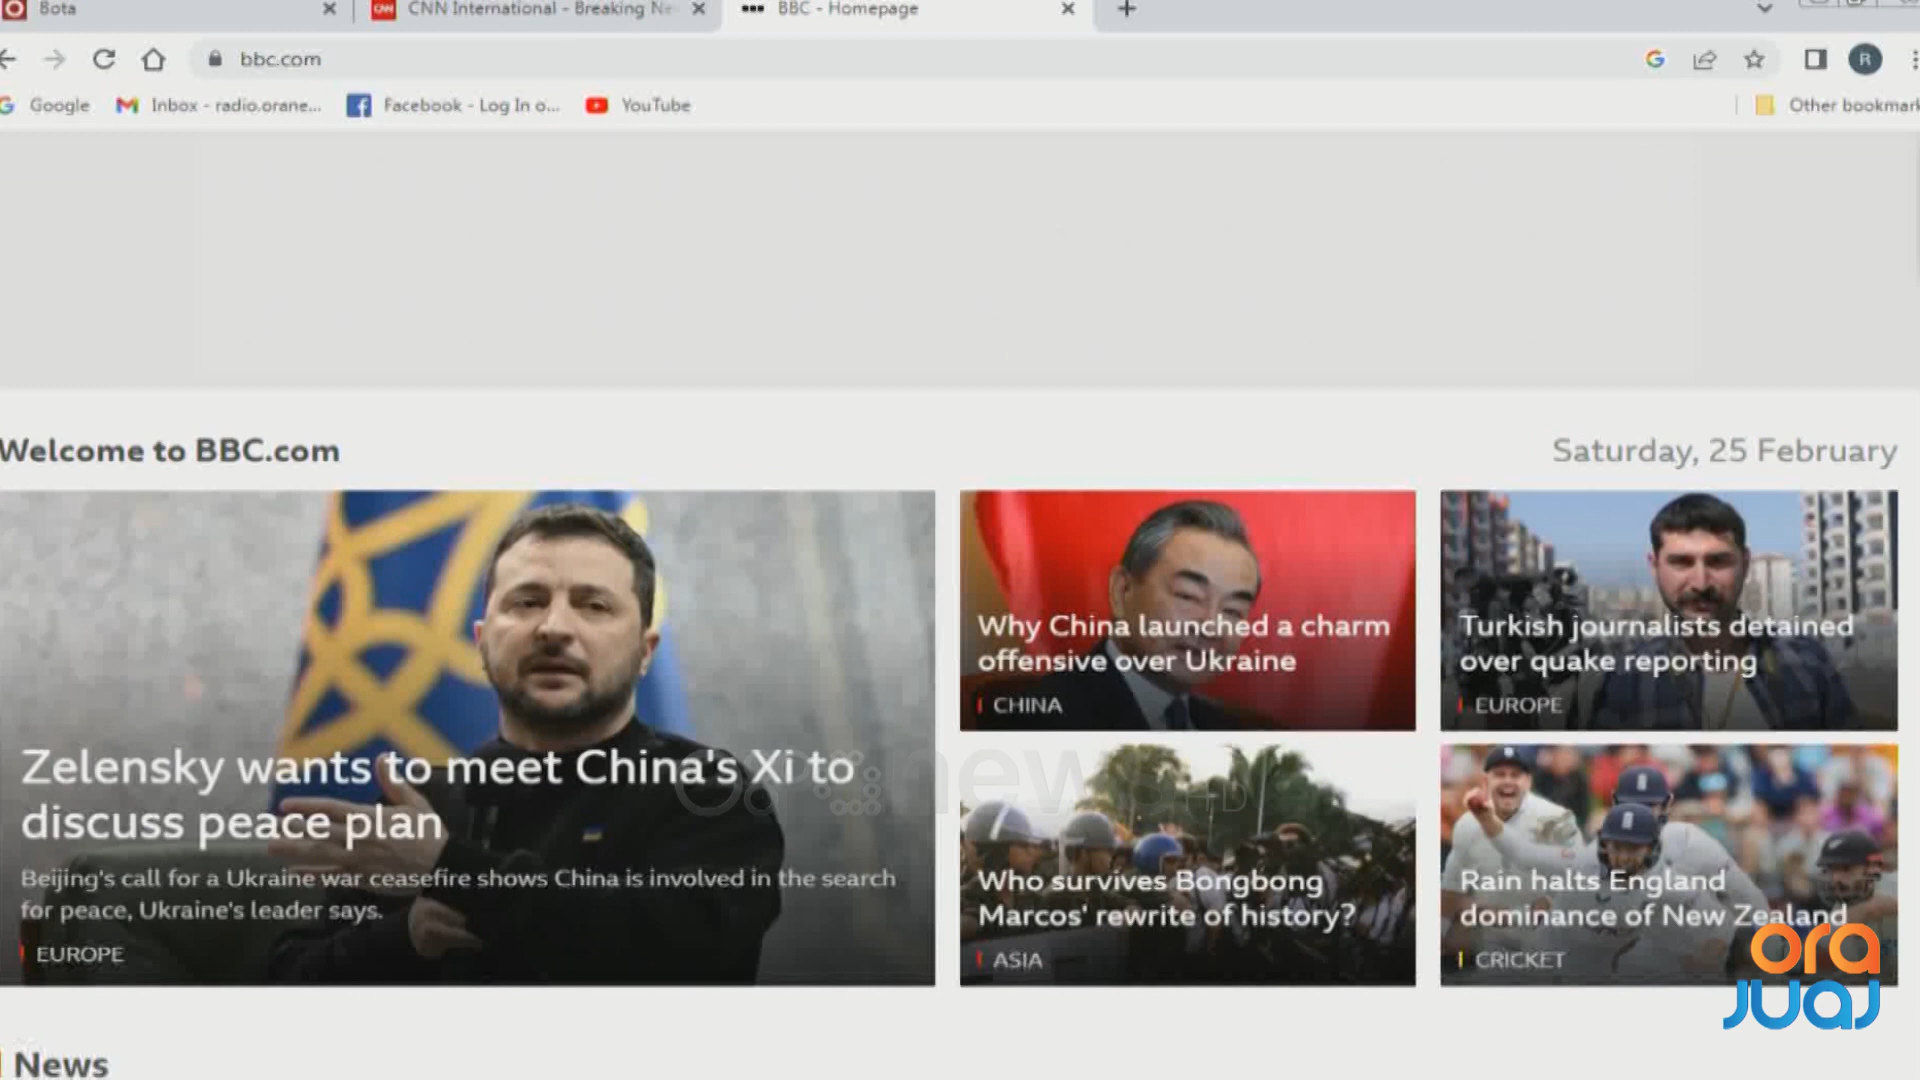 Bota
CNN International - Breaking Ne
BBC - Homepage
bbc.com
R
Google
Inbox - radio.orane...
Facebook - Log In o...
YouTube
Other bookmark
Welcome to BBC.com
Saturday, 25 February
Zelensky wants to meet China's Xi to
discuss peace plan
Beijing's call for a Ukraine war ceasefire shows China is involved in the search
for peace, Ukraine's leader says.
EUROPE
Why China launched a charm
offensive over Ukraine
CHINA
Turkish journalists detained
over quake reporting
EUROPE
Who survives Bongbong
Marcos' rewrite of history?
ASIA
Rain halts England
dominance of New Zealand
CRICKET
ora news HD
ora
JUAJ
News